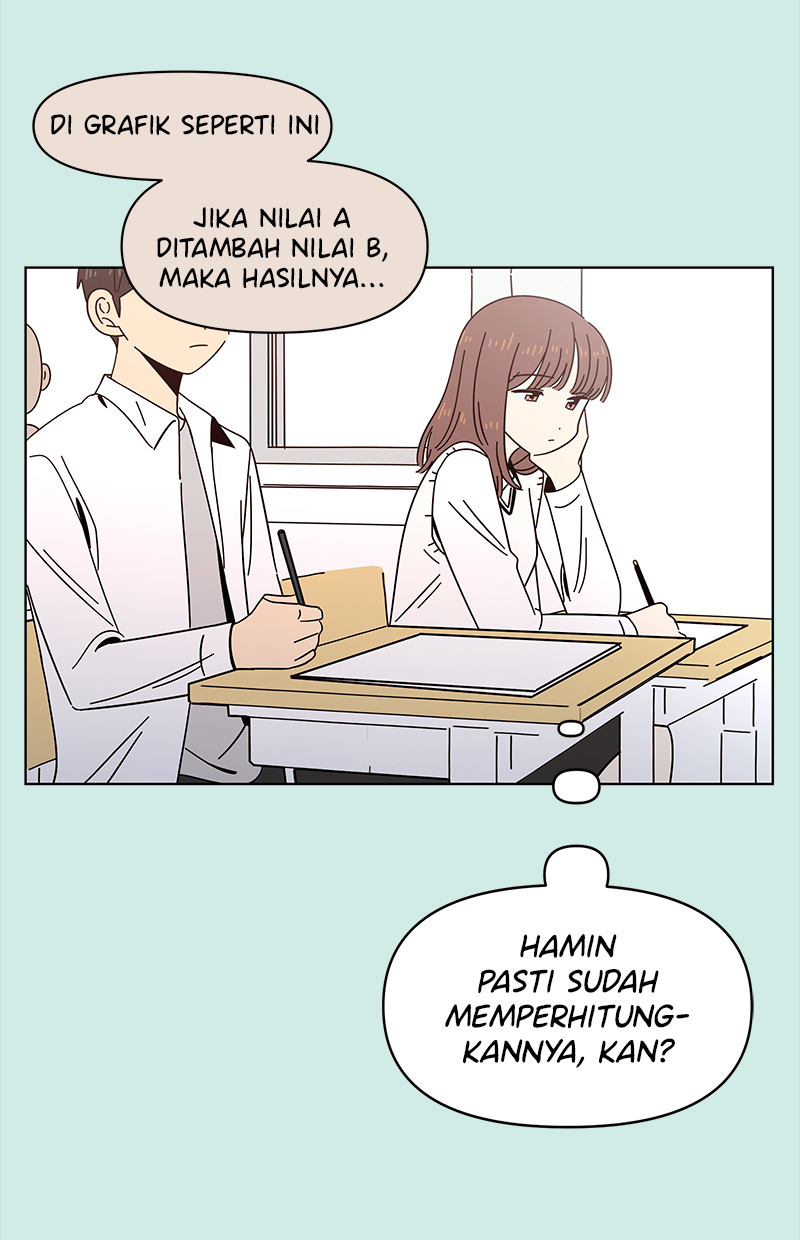 DI GRAFIK SEPERTI INI
JIKA NILAI A
DITAMBAH NILAI B,
MAKA HASILNYA...
HAMIN
PASTI SUDAH
MEMPERHITUNG-
KANNYA, KAN?